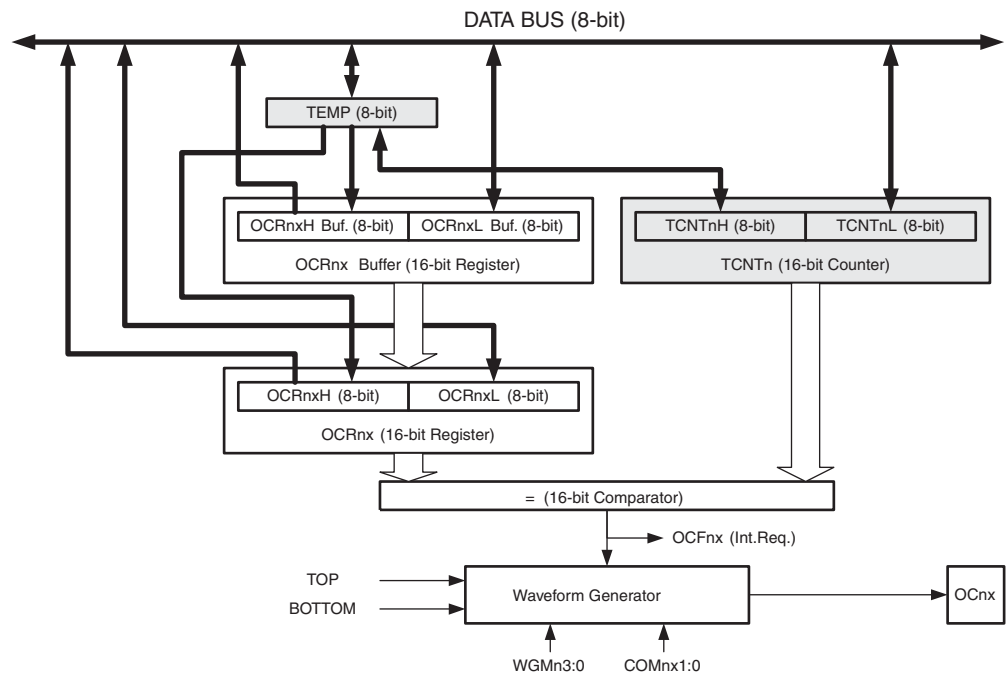 DATA BUS (8-bit)
TEMP (8-bit)
OCRnxH Buf. (8-bit)
OCRnxL Buf. (8-bit)
OCRnx Buffer (16-bit Register)
TCNTnH (8-bit)
TCNTnL (8-bit)
TCNTn (16-bit Counter)
OCRnxH (8-bit)
OCRnxL (8-bit)
OCRnx (16-bit Register)
= (16-bit Comparator)
OCFnx (Int.Req.)
TOP
BOTTOM
Waveform Generator
OCnx
WGMn3:0
COMnx1:0